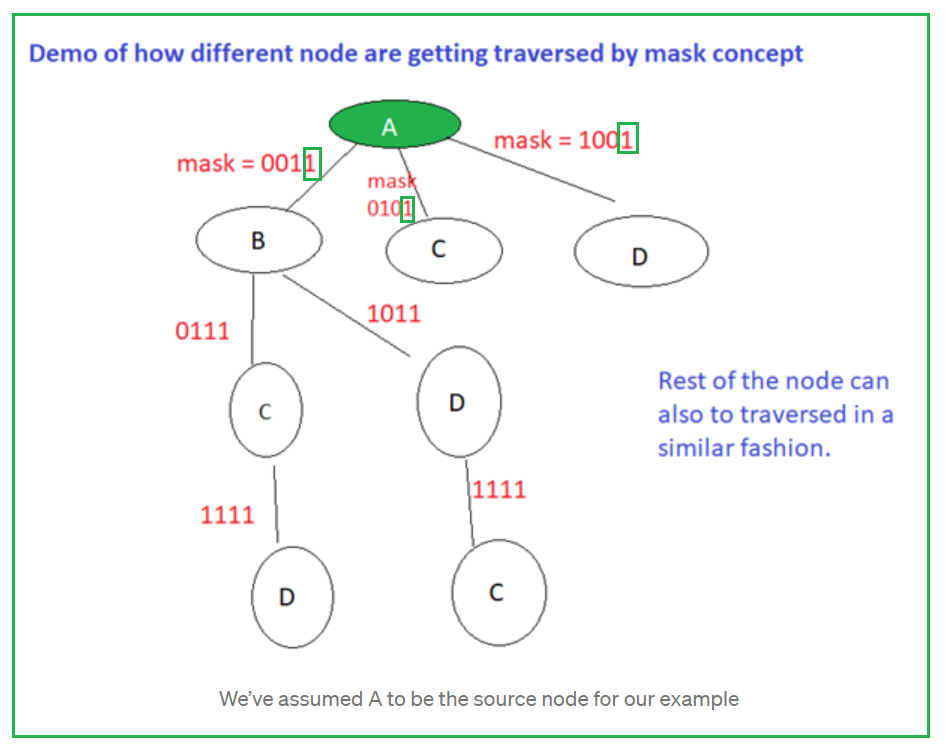 Demo of how different node are getting traversed by mask concept
A
mask = 0011
mask = 1001
mask
0101
B
C
D
0111
1011
C
D
Rest of the node can
also to traversed in a
similar fashion.
1111
1111
D
C
We've assumed A to be the source node for our example